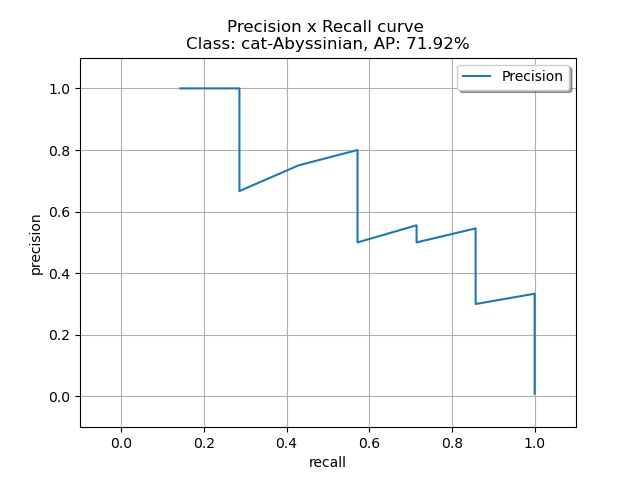 Precision x Recall curve
Class: cat-Abyssinian, AP: 71.92%
Precision
1.0
0.8
0.6
0.4
0.2
0.0
precision
0.0 0.2 0.4 0.6 0.8 1.0
recall